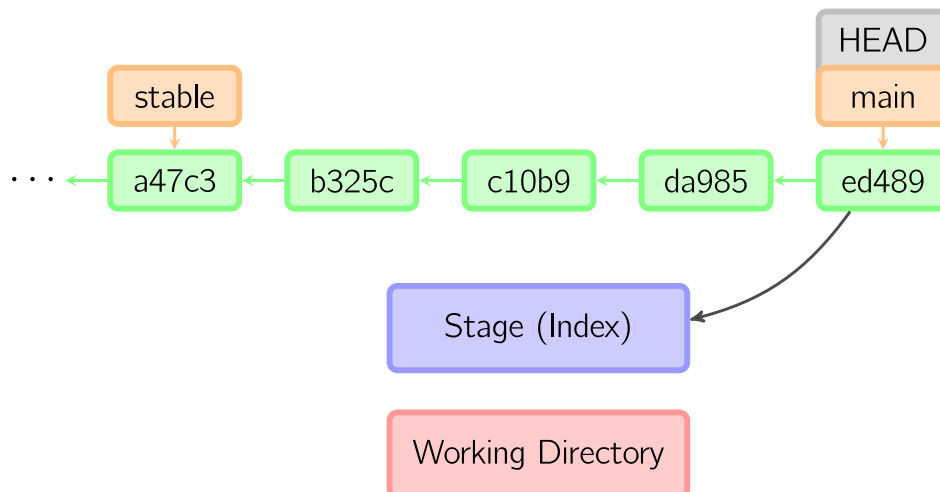 HEAD
stable
main
··· a47c3 b325c c10b9 da985 ed489
Stage (Index)
Working Directory